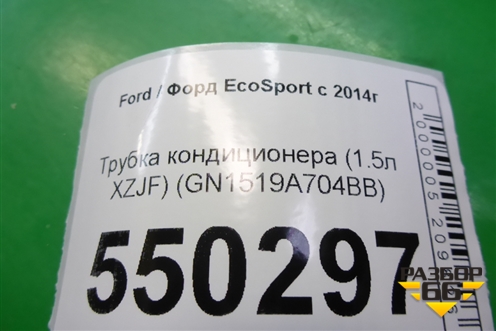 Ford / Форд EcoSport с 2014г
Трубка кондиционера (1.5л
XZJF) (GN1519A704BB)
550297
РАЗБОР
66